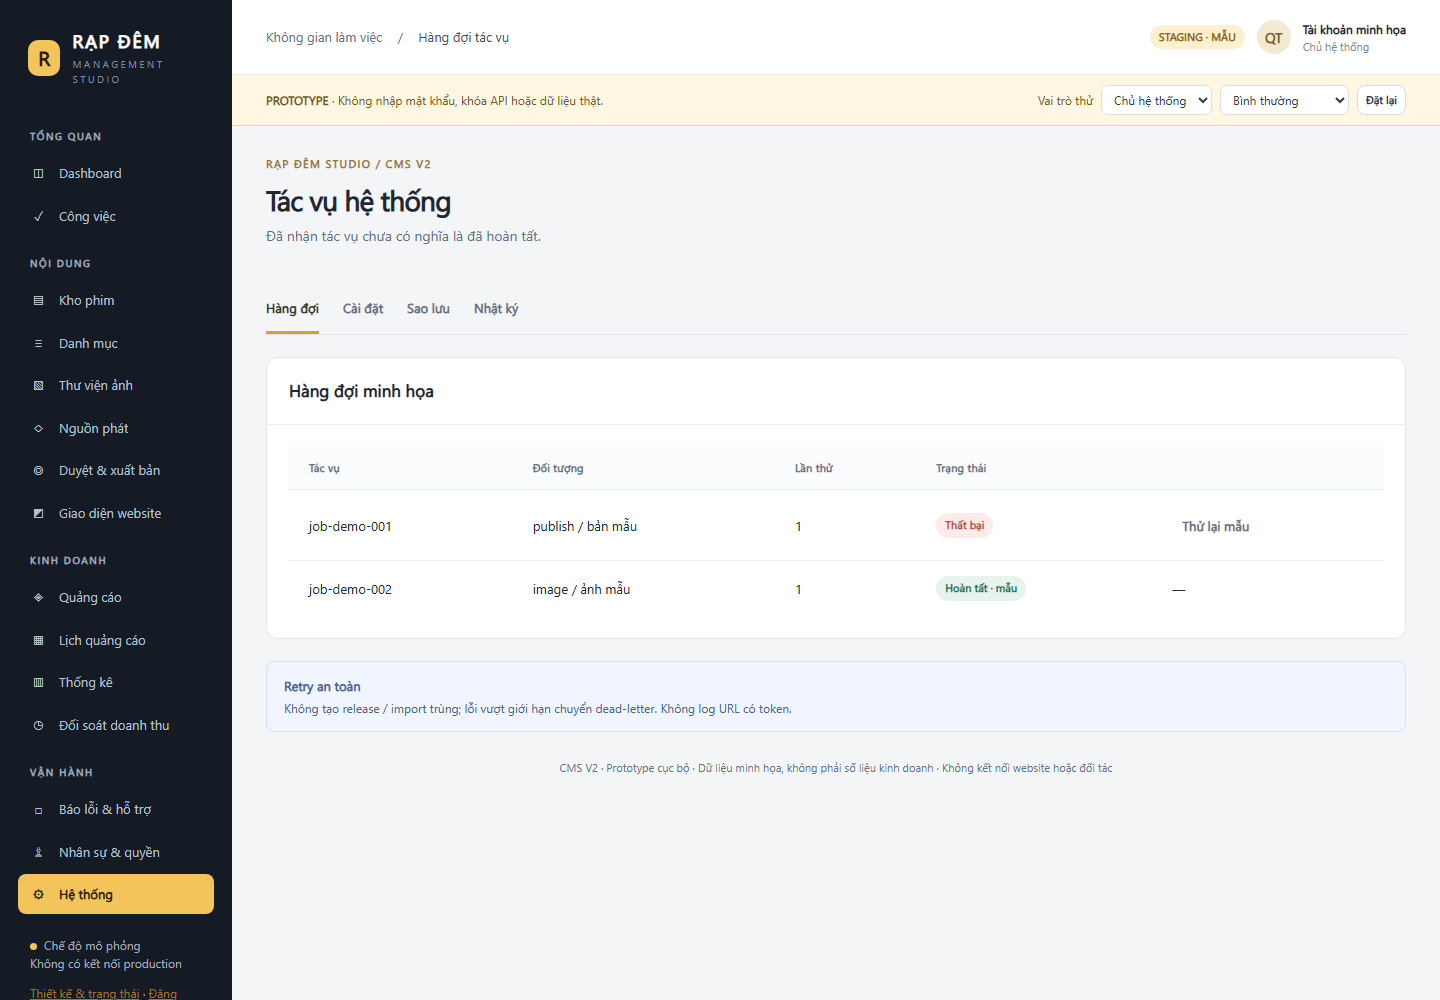 R
RẠP ĐÊM
MANAGEMENT
STUDIO
TỔNG QUAN
Dashboard
Công việc
NỘI DUNG
Kho phim
Danh mục
Thư viện ảnh
Nguồn phát
Duyệt & xuất bản
Giao diện website
KINH DOANH
Quảng cáo
Lịch quảng cáo
Thống kê
Đối soát doanh thu
VẬN HÀNH
Báo lỗi & hỗ trợ
Nhân sự & quyền
Hệ thống
Chế độ mô phỏng
Không có kết nối production
Thiết kế & trạng thái · Đăng
Không gian làm việc / Hàng đợi tác vụ
STAGING · MẪU
QT
Tài khoản minh họa
Chủ hệ thống
PROTOTYPE · Không nhập mật khẩu, khóa API hoặc dữ liệu thật.
Vai trò thử Chủ hệ thống Bình thường Đặt lại
RẠP ĐÊM STUDIO / CMS V2
Tác vụ hệ thống
Đã nhận tác vụ chưa có nghĩa là đã hoàn tất.
Hàng đợi Cài đặt Sao lưu Nhật ký
Hàng đợi minh họa
Tác vụ Đối tượng Lần thử Trạng thái
job-demo-001 publish / bản mẫu 1 Thất bại Thử lại mẫu
job-demo-002 image / ảnh mẫu 1 Hoàn tất · mẫu —
Retry an toàn
Không tạo release / import trùng; lỗi vượt giới hạn chuyển dead-letter. Không log URL có token.
CMS V2 · Prototype cục bộ · Dữ liệu minh họa, không phải số liệu kinh doanh · Không kết nối website hoặc đối tác